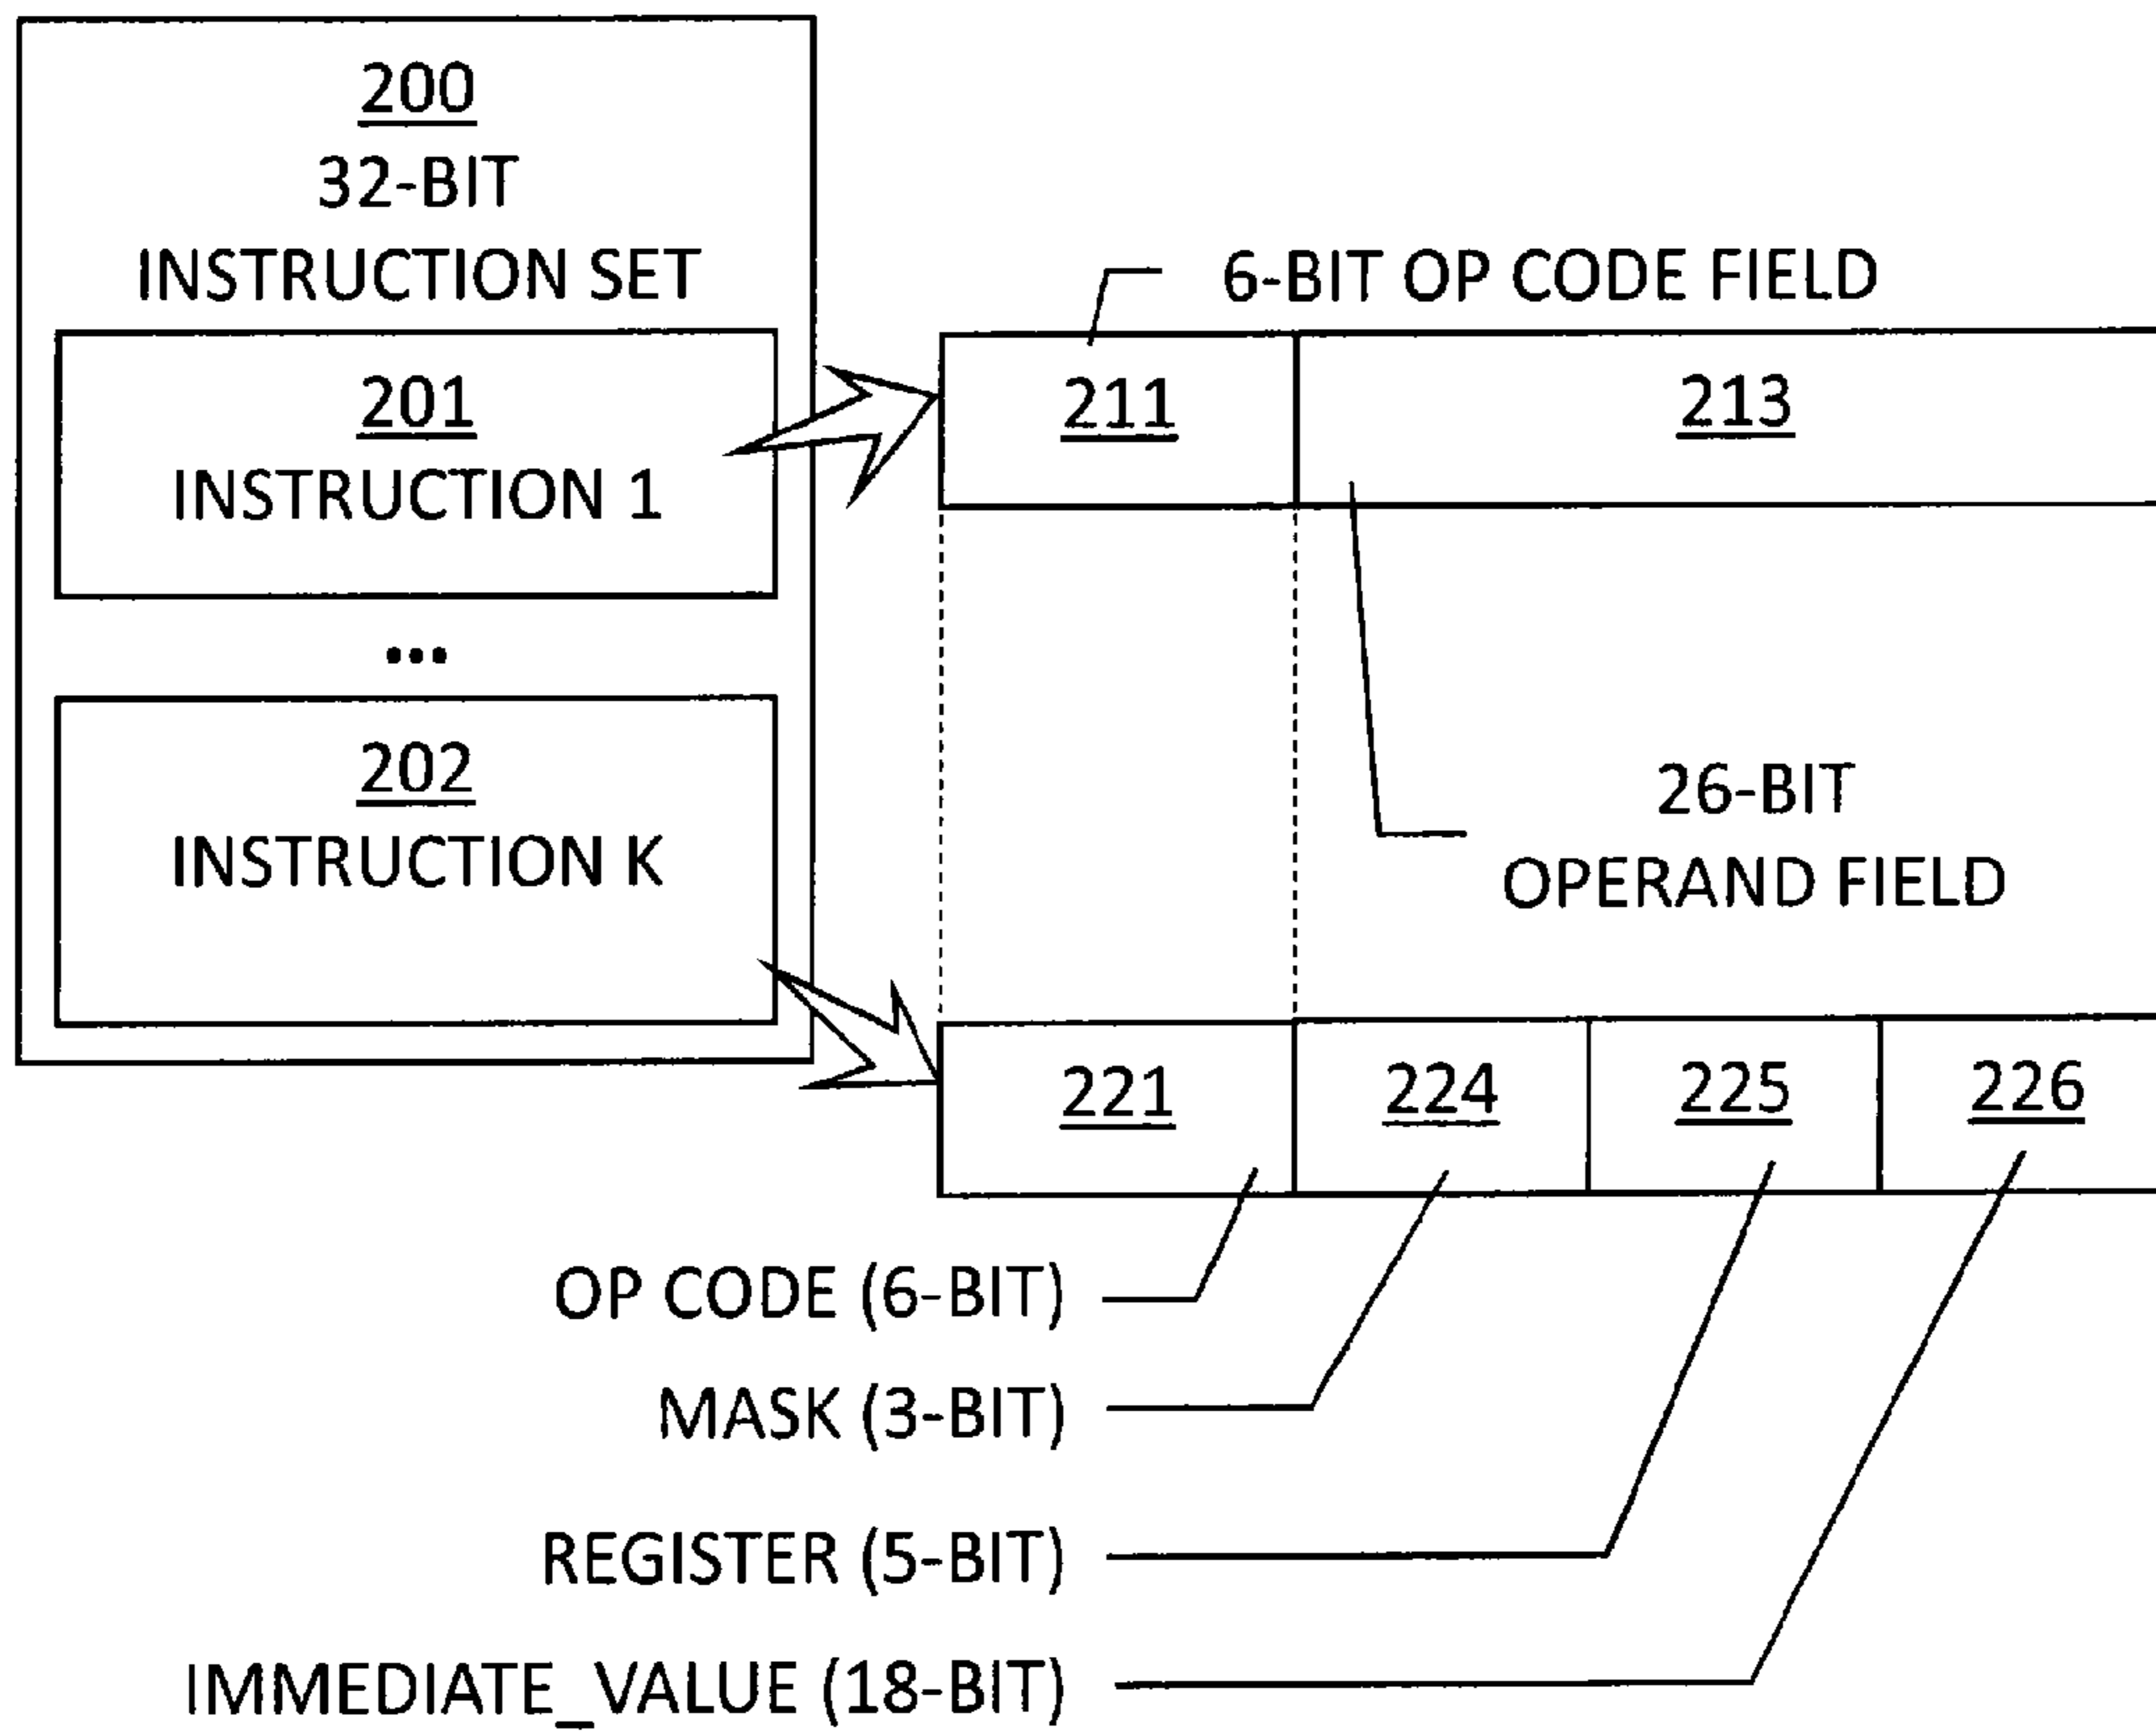 200
32-BIT
INSTRUCTION SET
201
INSTRUCTION 1
...
202
INSTRUCTION K
6-BIT OP CODE FIELD
211
213
26-BIT
OPERAND FIELD
221
224
225
226
OP CODE (6-BIT)
MASK (3-BIT)
REGISTER (5-BIT)
IMMEDIATE_VALUE (18-BIT)